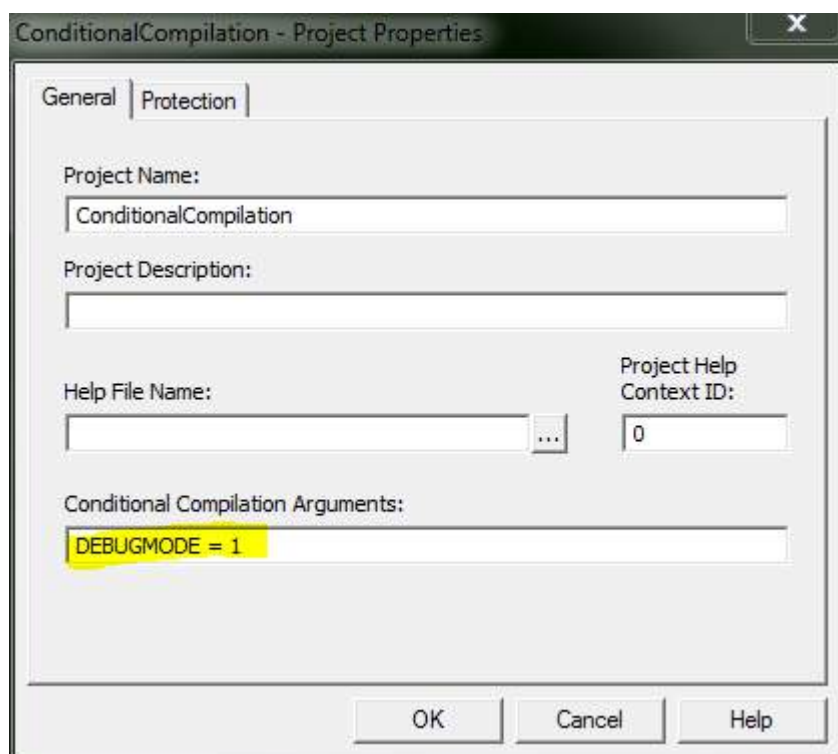 ConditionalCompilation - Project Properties
X
General
Protection
Project Name:
ConditionalCompilation
Project Description:
Project Help
Help File Name:
Context ID:
...
0
Conditional Compilation Arguments:
DEBUGMODE = 1
OK
Cancel
Help